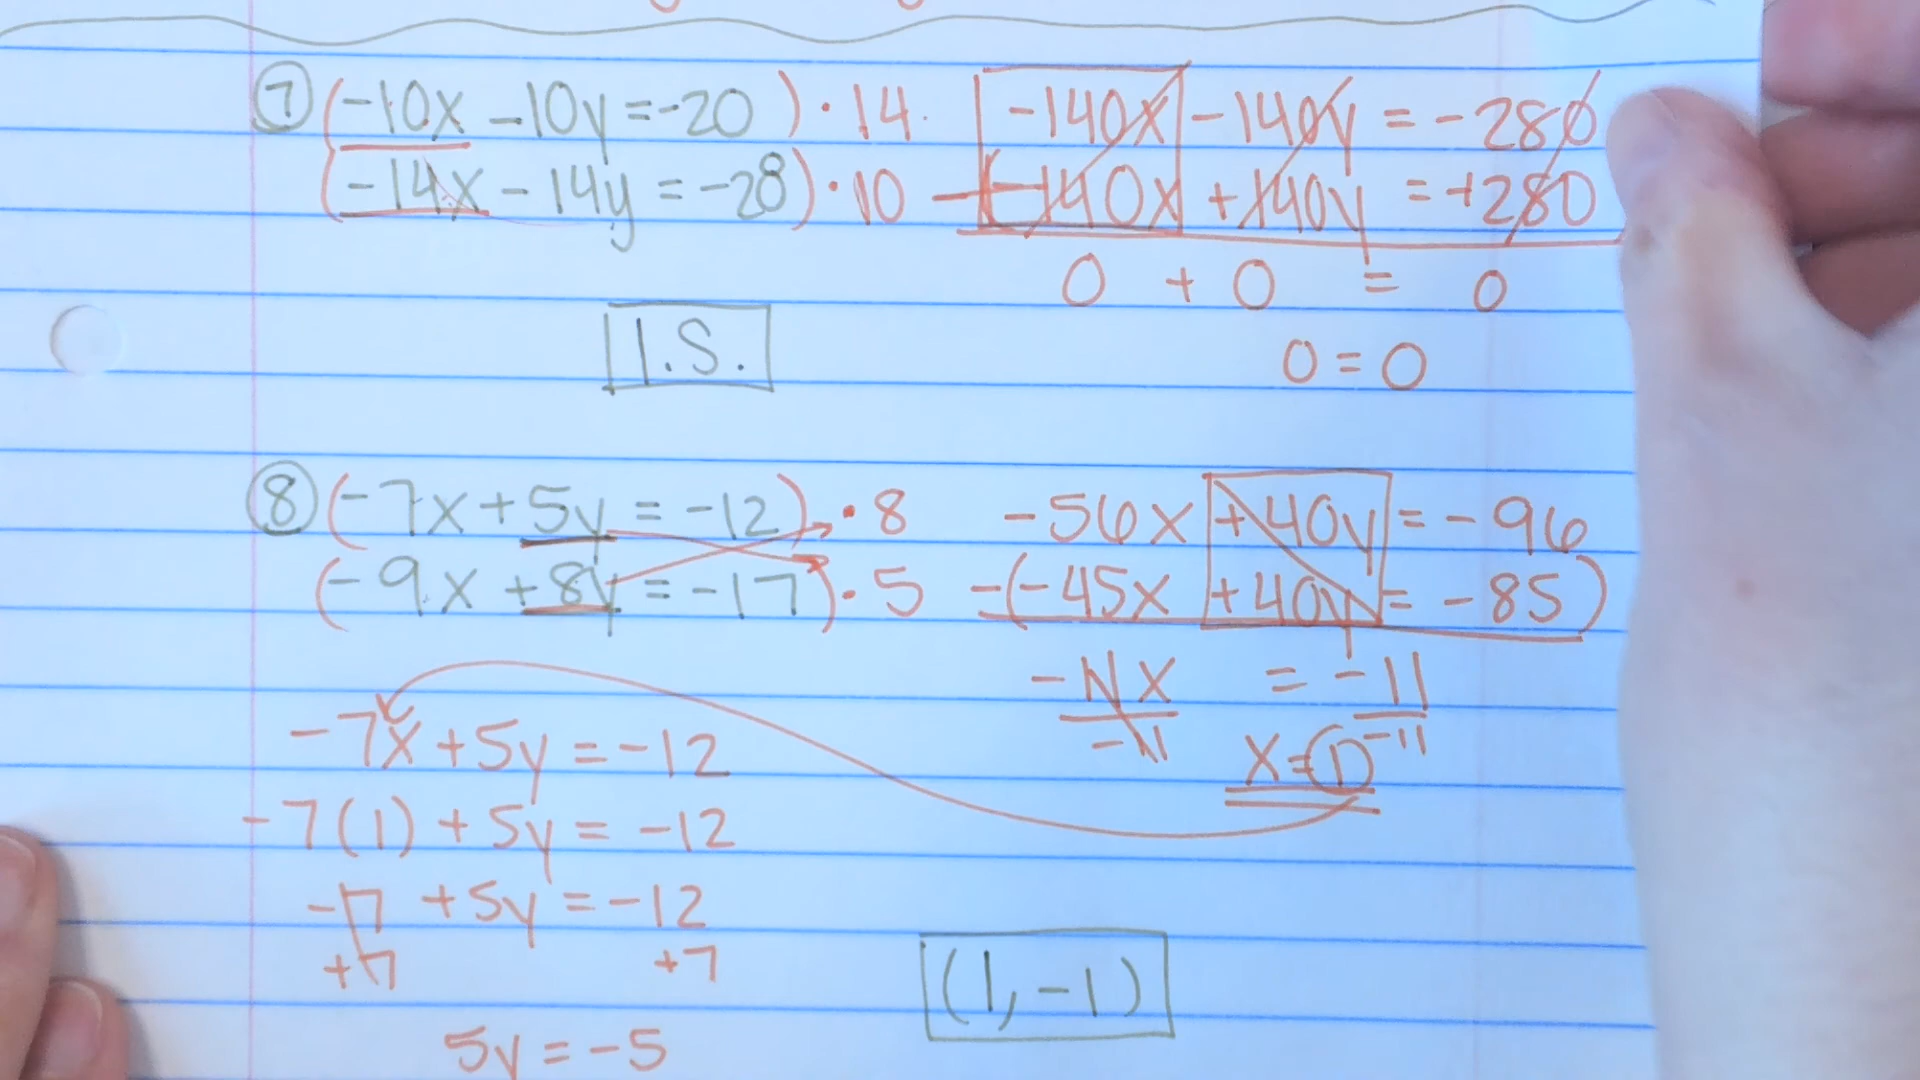 ⑦ (-10x - 10y = -20) · 14 -140x - 140y = -280
(-14x - 14y = -28) · 10 -(-140x + 140y = +280
0 + 0 = 0
I.S.
0 = 0
⑧ (-7x + 5y = -12) · 8 -56x + 40y = -96
(-9x + 8y = -17) · 5 -(-45x + 40y = -85)
-11x = -11
-11 -11
x = 1
-7x + 5y = -12
-7(1) + 5y = -12
-7 + 5y = -12
+7 +7
(1, -1)
5y = -5